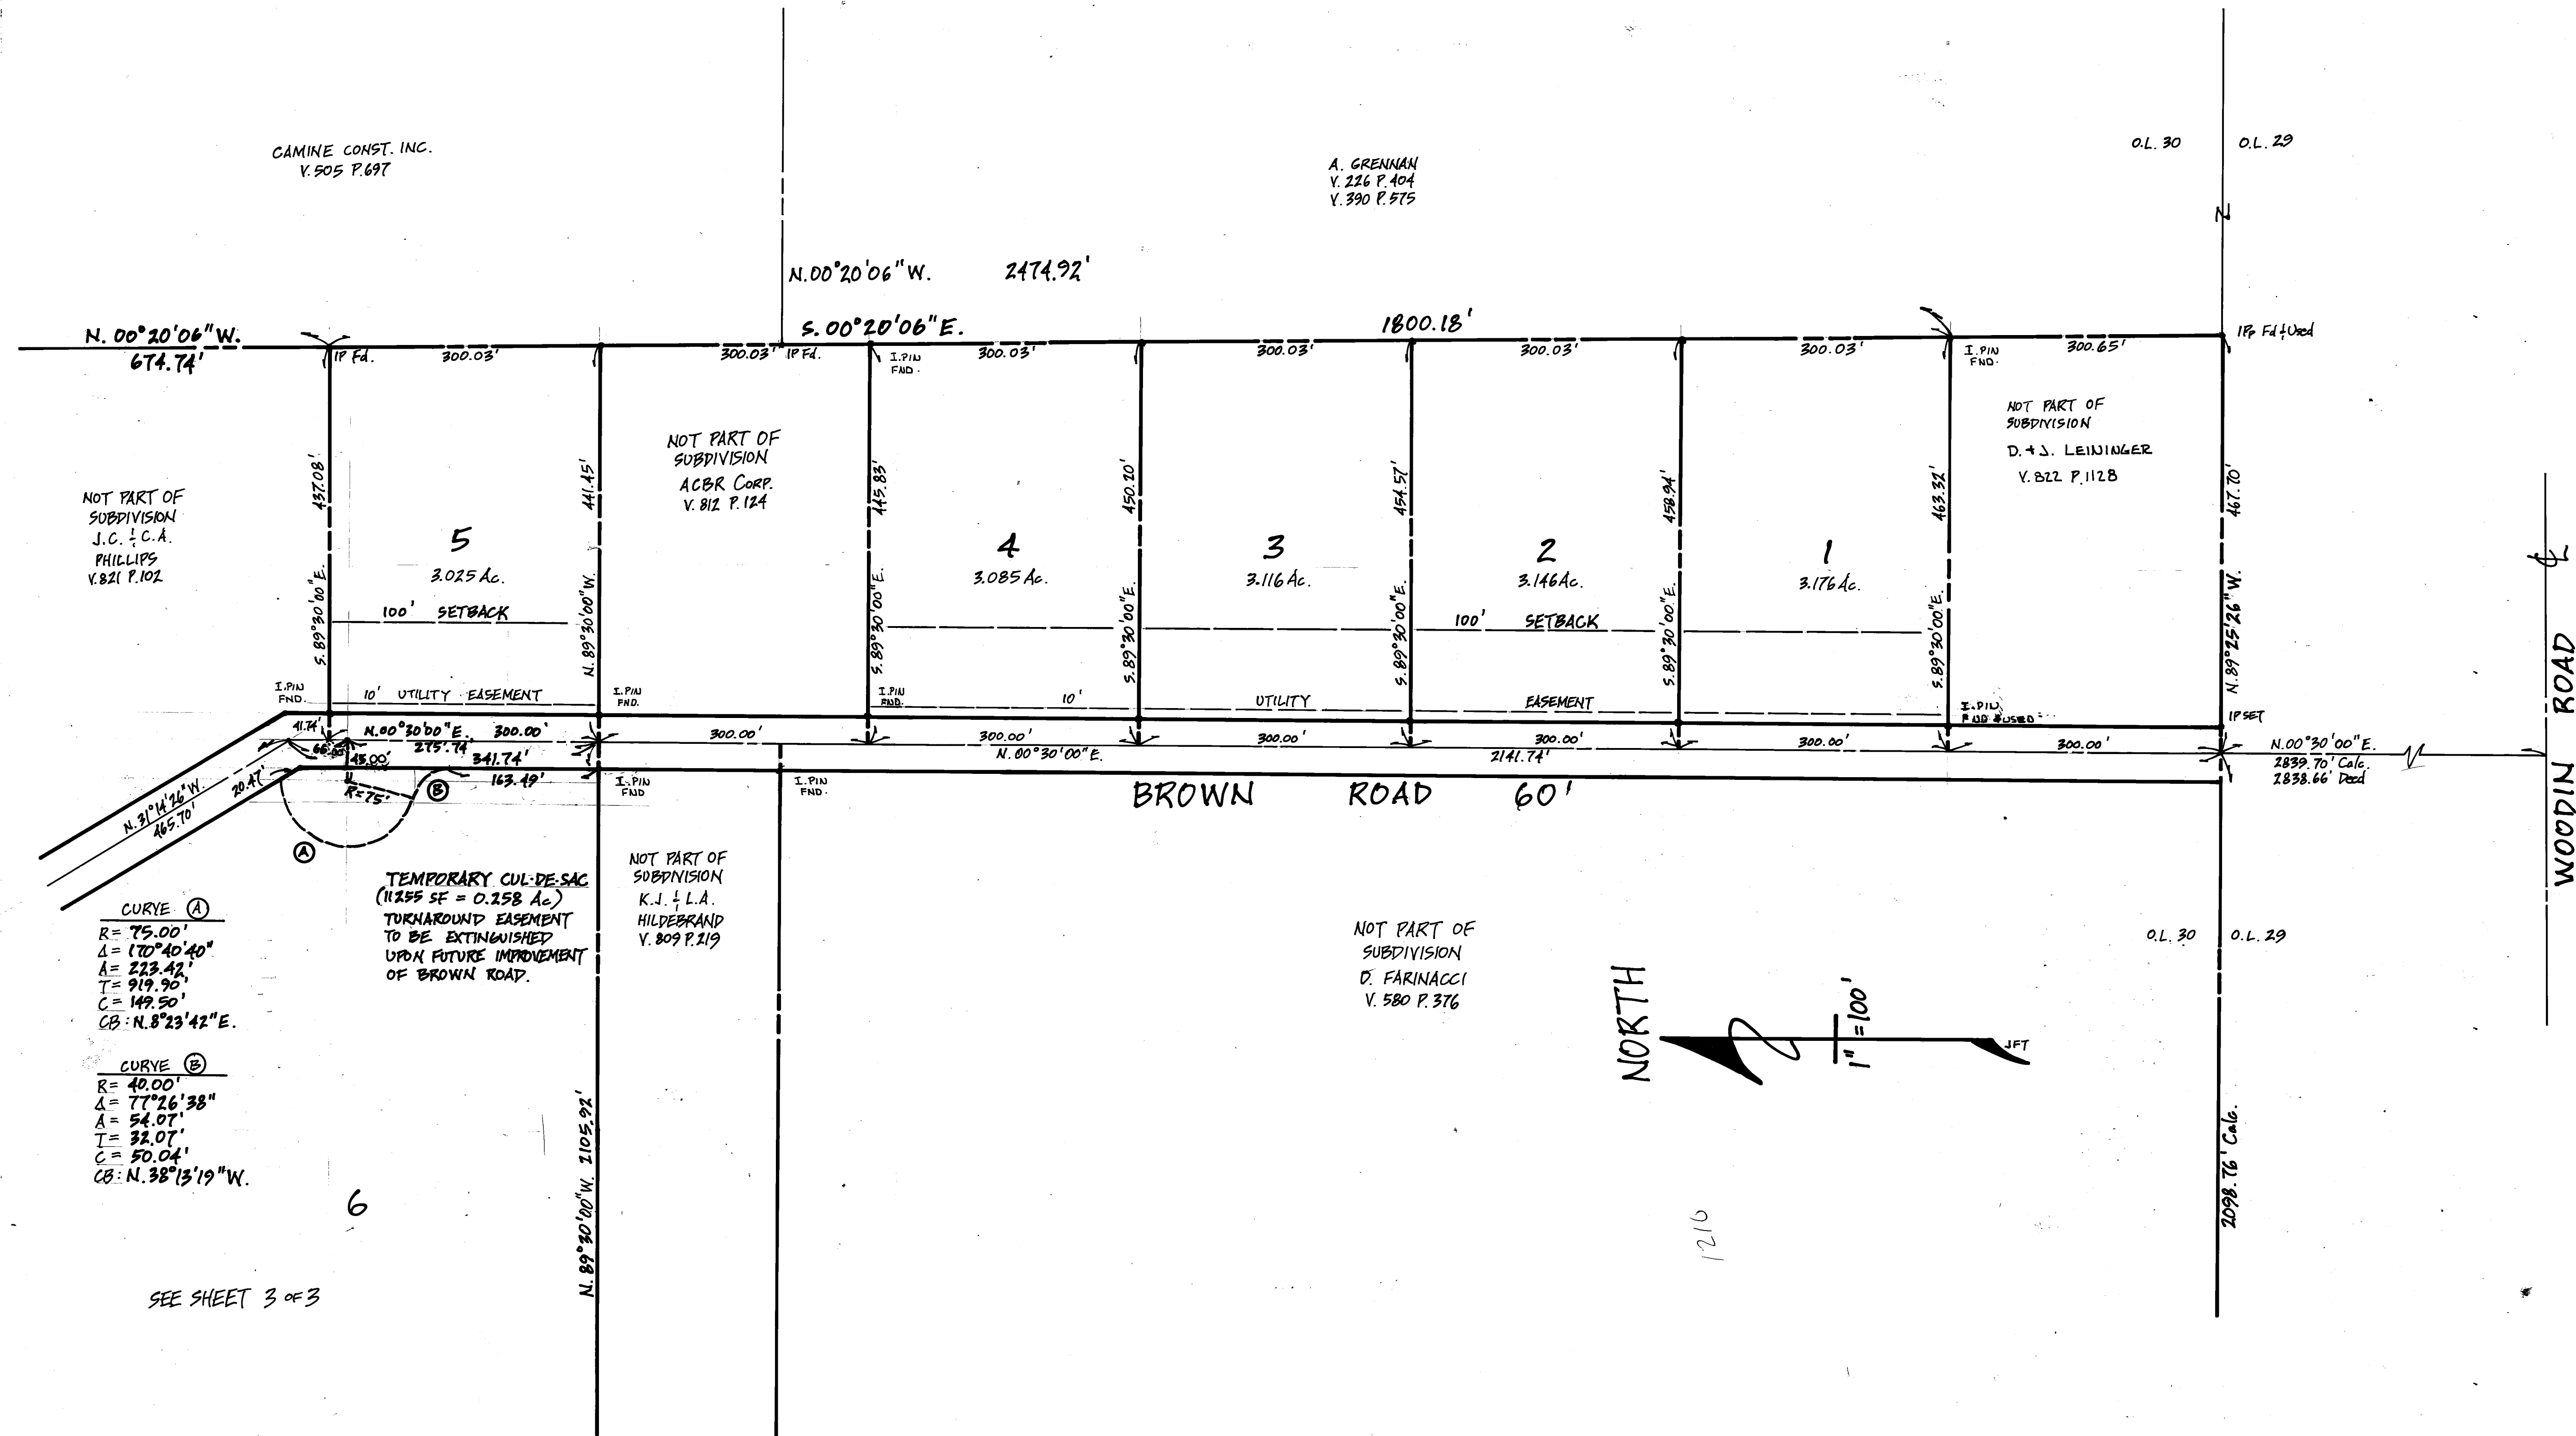 CAMINE CONST. INC.
V. 505 P. 697
A. GRENNAN
V. 226 P. 404
V. 390 P. 575
O.L. 30
O.L. 29
N.00°20'06"W. 2474.92'
N. 00°20'06"W.
674.74'
S. 00°20'06"E.
1800.18'
IPp Fd & Used
IP Fd.
300.03'
300.03'
IP Fd.
I.PIN
FND.
300.03'
300.03'
300.03'
300.03'
I.PIN
FND.
300.65'
NOT PART OF
SUBDIVISION
J.C. & C.A.
PHILLIPS
V. 821 P. 102
437.08'
S. 89°30'00"E.
5
3.025 Ac.
100' SETBACK
441.45'
N. 89°30'00"W.
NOT PART OF
SUBDIVISION
ACBR CORP.
V. 812 P. 124
445.83'
S. 89°30'00"E.
4
3.085 Ac.
450.20'
S. 89°30'00"E.
3
3.116 Ac.
454.57'
S. 89°30'00"E.
2
3.146 Ac.
100' SETBACK
458.94'
S. 89°30'00"E.
1
3.176 Ac.
463.32'
S. 89°30'00"E.
NOT PART OF
SUBDIVISION
D. & J. LEININGER
V. 822 P. 1128
467.70'
N. 89°25'26"W.
I.PIN
FND.
10' UTILITY EASEMENT
I.PIN
FND.
I.PIN
FND.
10' UTILITY EASEMENT
I.PIN
FND & USED
IP SET
41.74'
N.00°30'00"E. 300.00'
66.00'
275.74'
45.00'
341.74'
163.49'
R=75'
B
A
N.31°14'26"W.
465.70'
20.47'
I.PIN
FND
I.PIN
FND.
300.00'
300.00'
300.00'
300.00'
300.00'
300.00'
N.00°30'00"E.
2141.74'
N.00°30'00"E.
2839.70' Calc.
2838.66' Deed
BROWN ROAD 60'
WOODIN ROAD
TEMPORARY CUL-DE-SAC
(11255 SF = 0.258 Ac)
TURNAROUND EASEMENT
TO BE EXTINGUISHED
UPON FUTURE IMPROVEMENT
OF BROWN ROAD.
NOT PART OF
SUBDIVISION
K.J. & L.A.
HILDEBRAND
V. 809 P. 219
NOT PART OF
SUBDIVISION
D. FARINACCI
V. 580 P. 376
O.L. 30
O.L. 29
CURVE A
R= 75.00'
Δ= 170°40'40"
A= 223.42'
T= 919.90'
C= 149.50'
CB: N.8°23'42"E.
CURVE B
R= 40.00'
Δ= 77°26'38"
A= 54.07'
T= 32.07'
C= 50.04'
CB: N.38°13'19"W.
6
N. 89°30'00"W. 2105.92'
NORTH
1"=100'
JFT
2098.76' Calc.
1210
SEE SHEET 3 OF 3